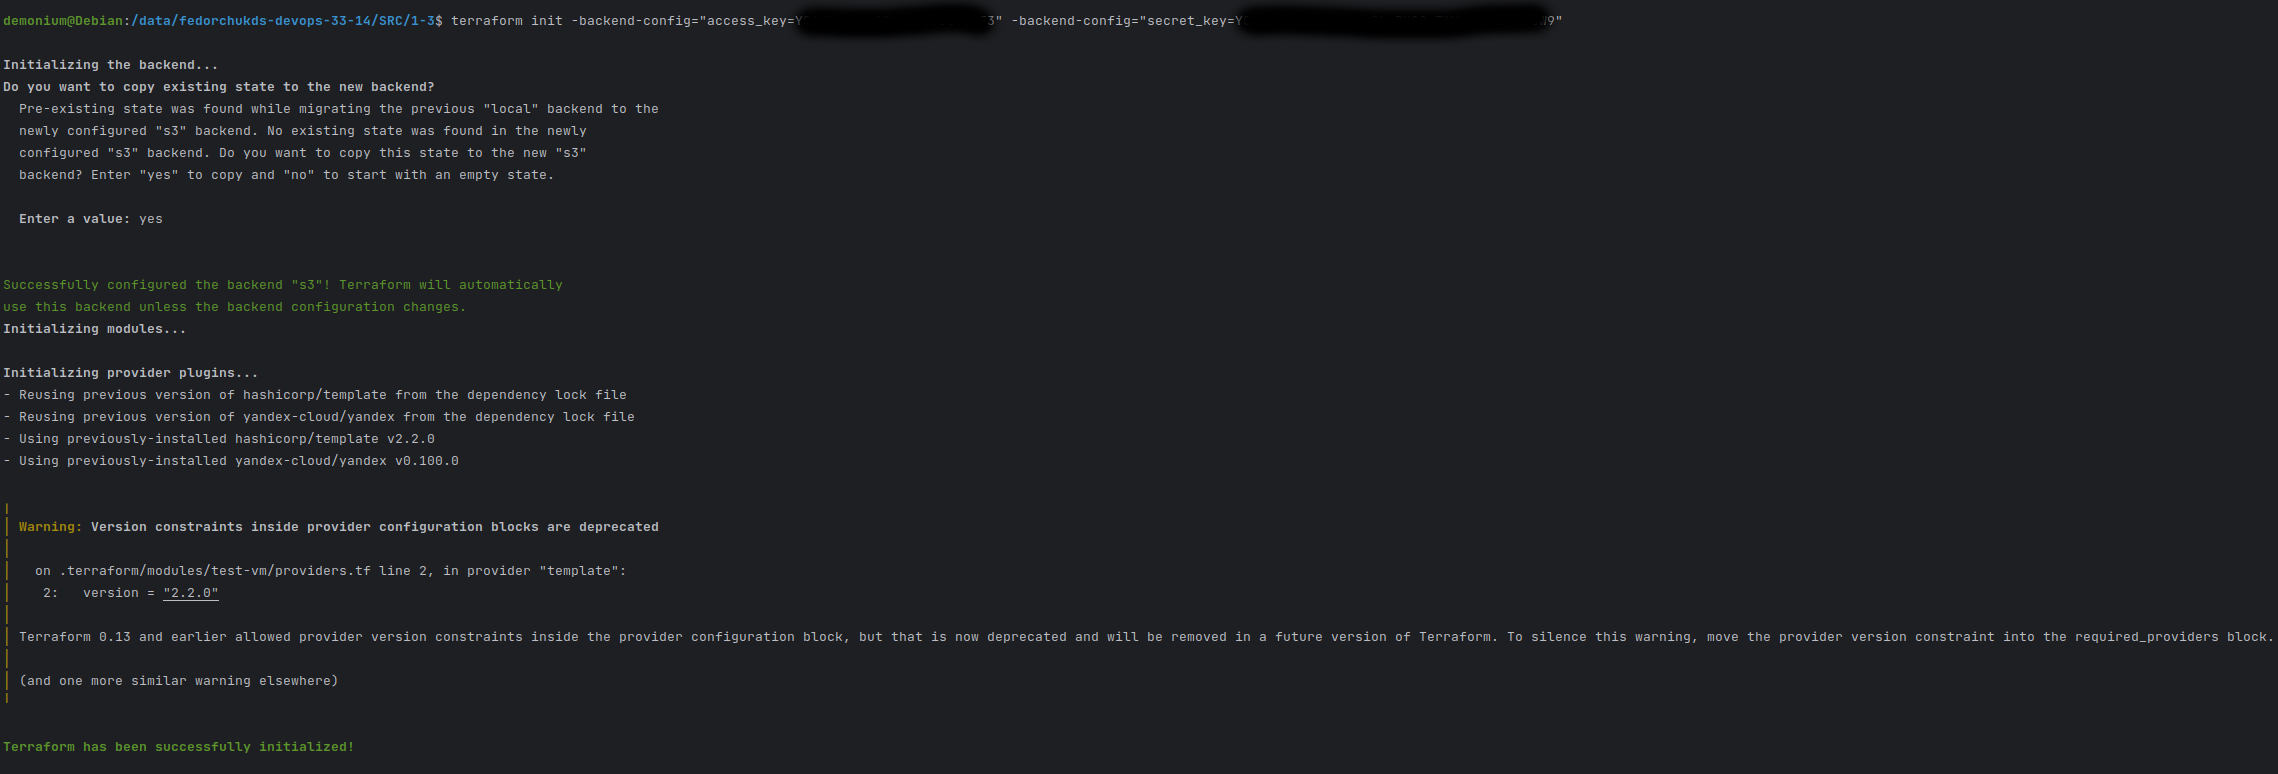 demonium@Debian:/data/fedorchukds-devops-33-14/SRC/1-3$ terraform init -backend-config="access_key=Y 3" -backend-config="secret_key=Y 9"
Initializing the backend...
Do you want to copy existing state to the new backend?
Pre-existing state was found while migrating the previous "local" backend to the
newly configured "s3" backend. No existing state was found in the newly
configured "s3" backend. Do you want to copy this state to the new "s3"
backend? Enter "yes" to copy and "no" to start with an empty state.
Enter a value: yes
Successfully configured the backend "s3"! Terraform will automatically
use this backend unless the backend configuration changes.
Initializing modules...
Initializing provider plugins...
- Reusing previous version of hashicorp/template from the dependency lock file
- Reusing previous version of yandex-cloud/yandex from the dependency lock file
- Using previously-installed hashicorp/template v2.2.0
- Using previously-installed yandex-cloud/yandex v0.100.0
Warning: Version constraints inside provider configuration blocks are deprecated
on .terraform/modules/test-vm/providers.tf line 2, in provider "template":
2: version = "2.2.0"
Terraform 0.13 and earlier allowed provider version constraints inside the provider configuration block, but that is now deprecated and will be removed in a future version of Terraform. To silence this warning, move the provider version constraint into the required_providers block.
(and one more similar warning elsewhere)
Terraform has been successfully initialized!